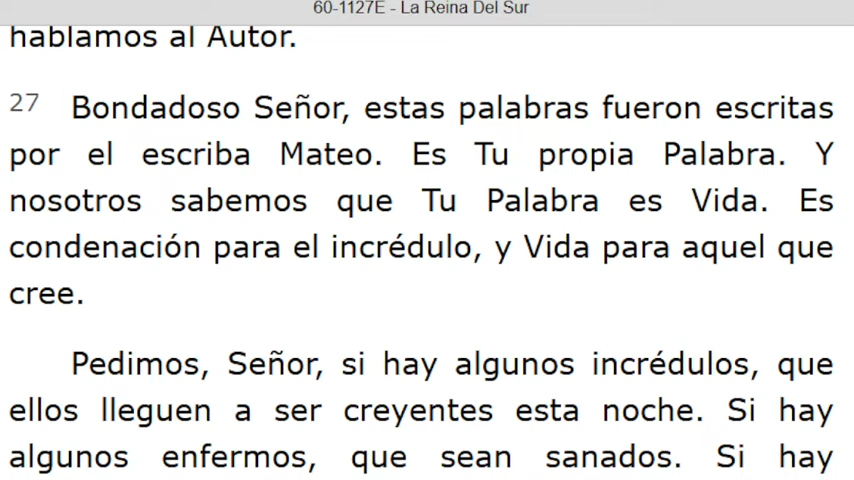 60-1127E - La Reina Del Sur
hablamos al Autor.
27 Bondadoso Señor, estas palabras fueron escritas
por el escriba Mateo. Es Tu propia Palabra. Y
nosotros sabemos que Tu Palabra es Vida. Es
condenación para el incrédulo, y Vida para aquel que
cree.
Pedimos, Señor, si hay algunos incrédulos, que
ellos lleguen a ser creyentes esta noche. Si hay
algunos enfermos, que sean sanados. Si hay